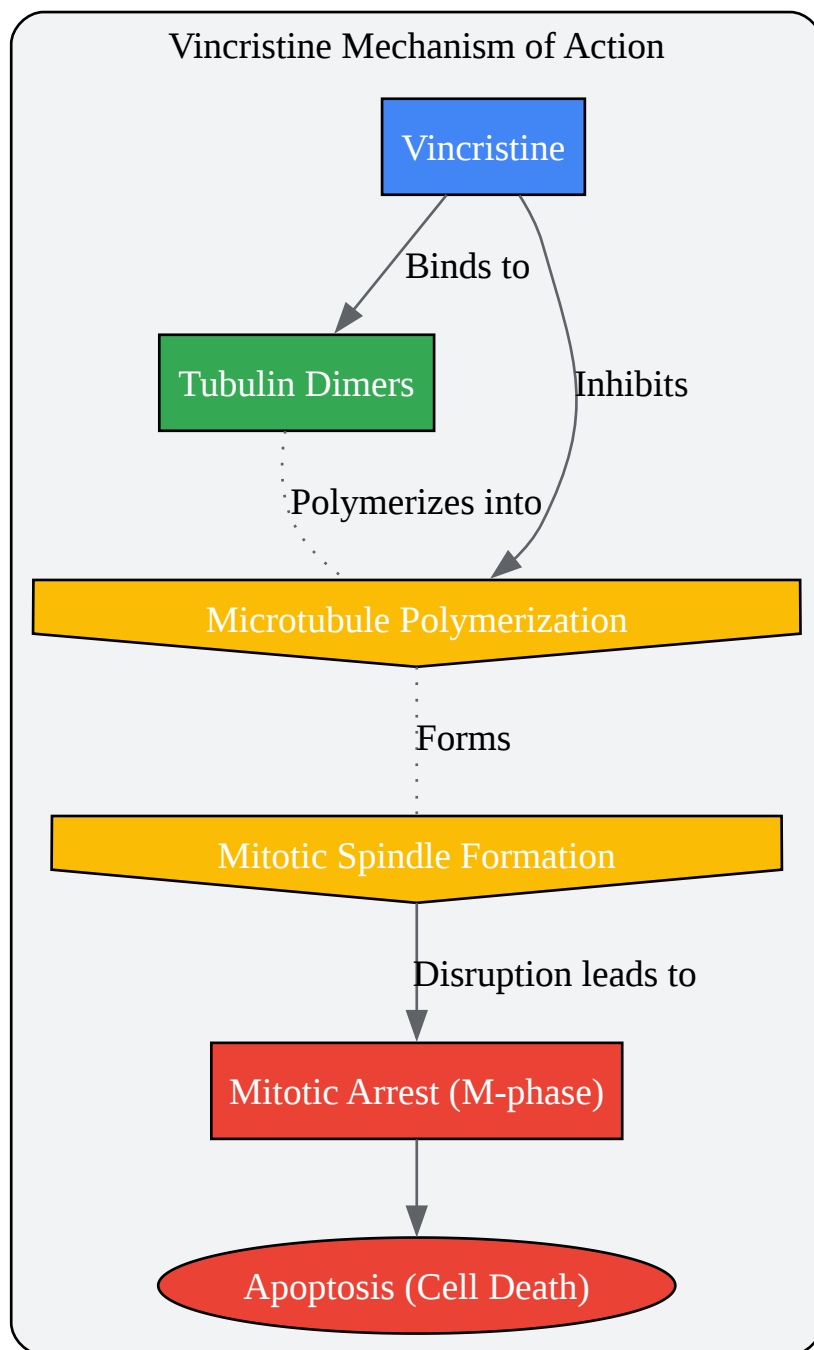 Vincristine Mechanism of Action
Vincristine
Binds to
Tubulin Dimers
Inhibits
Polymerizes into
Microtubule Polymerization
Forms
Mitotic Spindle Formation
Disruption leads to
Mitotic Arrest (M-phase)
Apoptosis (Cell Death)